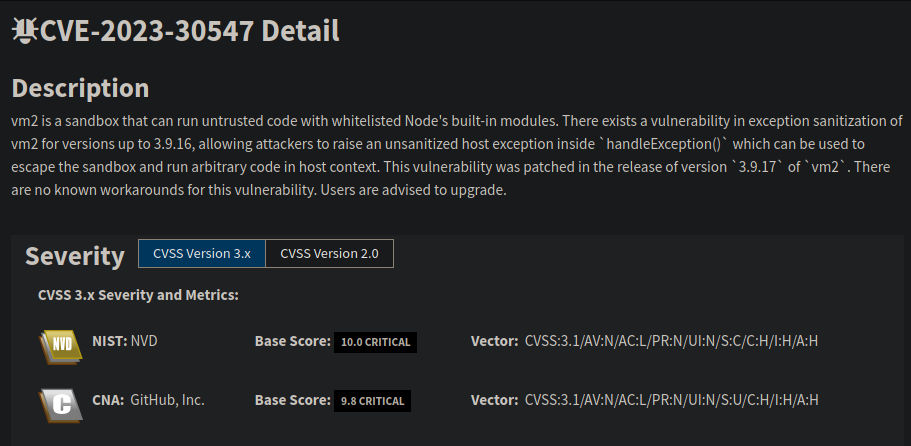 CVE-2023-30547 Detail
Description
vm2 is a sandbox that can run untrusted code with whitelisted Node's built-in modules. There exists a vulnerability in exception sanitization of
vm2 for versions up to 3.9.16, allowing attackers to raise an unsanitized host exception inside `handleException()` which can be used to
escape the sandbox and run arbitrary code in host context. This vulnerability was patched in the release of version `3.9.17` of `vm2`. There
are no known workarounds for this vulnerability. Users are advised to upgrade.
Severity CVSS Version 3.x CVSS Version 2.0
CVSS 3.x Severity and Metrics:
NVD NIST: NVD Base Score: 10.0 CRITICAL Vector: CVSS:3.1/AV:N/AC:L/PR:N/UI:N/S:C/C:H/I:H/A:H
C CNA: GitHub, Inc. Base Score: 9.8 CRITICAL Vector: CVSS:3.1/AV:N/AC:L/PR:N/UI:N/S:U/C:H/I:H/A:H